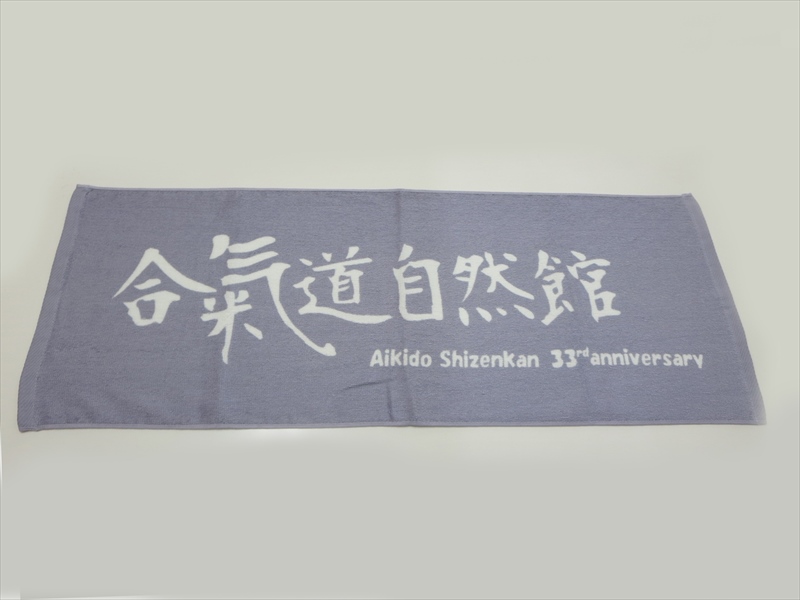 合氣道自然館
Aikido Shizenkan 33rd anniversary